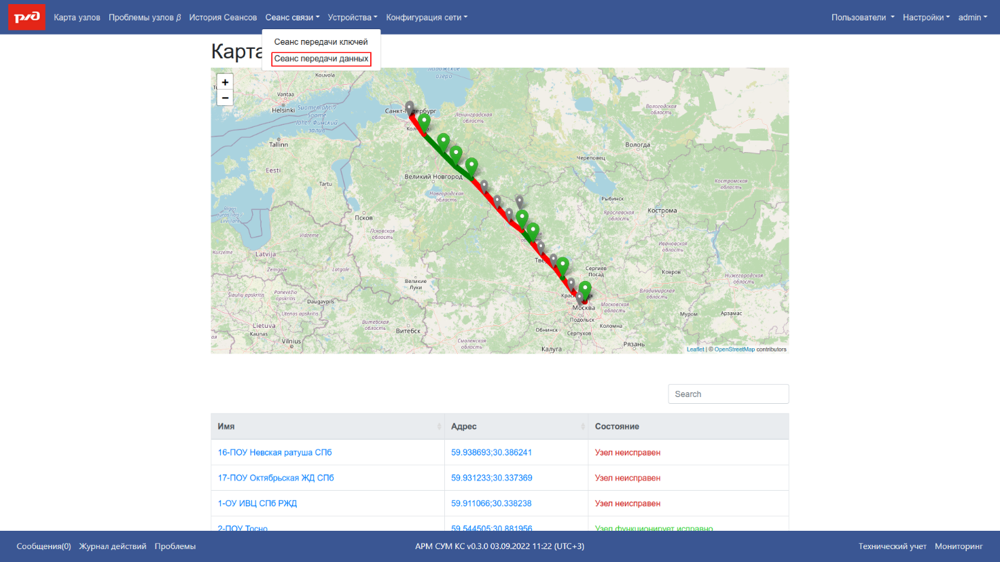 ржд
Карта узлов
Проблемы узлов β
История Сеансов
Сеанс связи
Устройства
Конфигурация сети
Пользователи
Настройки
admin
Сеанс передачи ключей
Сеанс передачи данных
Карта
+
−
Ладожское
озеро
Kouvola
Vantaa
Helsinki
Suomenlahti
Soome
laht / Финский
залив
Tallinn
Санкт-Петербург
Ленинградская
область
Вологодская
область
Вологда
Череповец
Eesti
Tartu
Великий Новгород
Новгородская
область
Костромская
область
Рыбинск
Кострома
Ярославская
область
Псков
Псковская
область
Vidzeme
Ивановская
область
Latvija
Kurzeme
Zemgale
Latgale
Сергиев
Посад
Ковров
Нижегородская
область
Великие
Луки
Šiaulių apskritis
Panevėžio
apskritis
Daugavpils
Владимирская
область
Москва
Московская
область
Utenos apskritis
Муром
Арзамас
Подольск
Lietuva
Kaunas
Витебская
область
Витебск
Обнинск
Коломна
Серпухов
Vilnius
Смоленская
область
Рязань
Калуга
Leaflet | © OpenStreetMap contributors
Search
Имя
Адрес
Состояние
16-ПОУ Невская ратуша СПб
59.938693;30.386241
Узел неисправен
17-ПОУ Октябрьская ЖД СПб
59.931233;30.337369
Узел неисправен
1-ОУ ИВЦ СПб РЖД
59.911066;30.338238
Узел неисправен
2-ПОУ Тосно
59.544505;30.881956
Узел функционирует исправно
Сообщения(0)
Журнал действий
Проблемы
АРМ СУМ КС v0.3.0 03.09.2022 11:22 (UTC+3)
Технический учет
Мониторинг